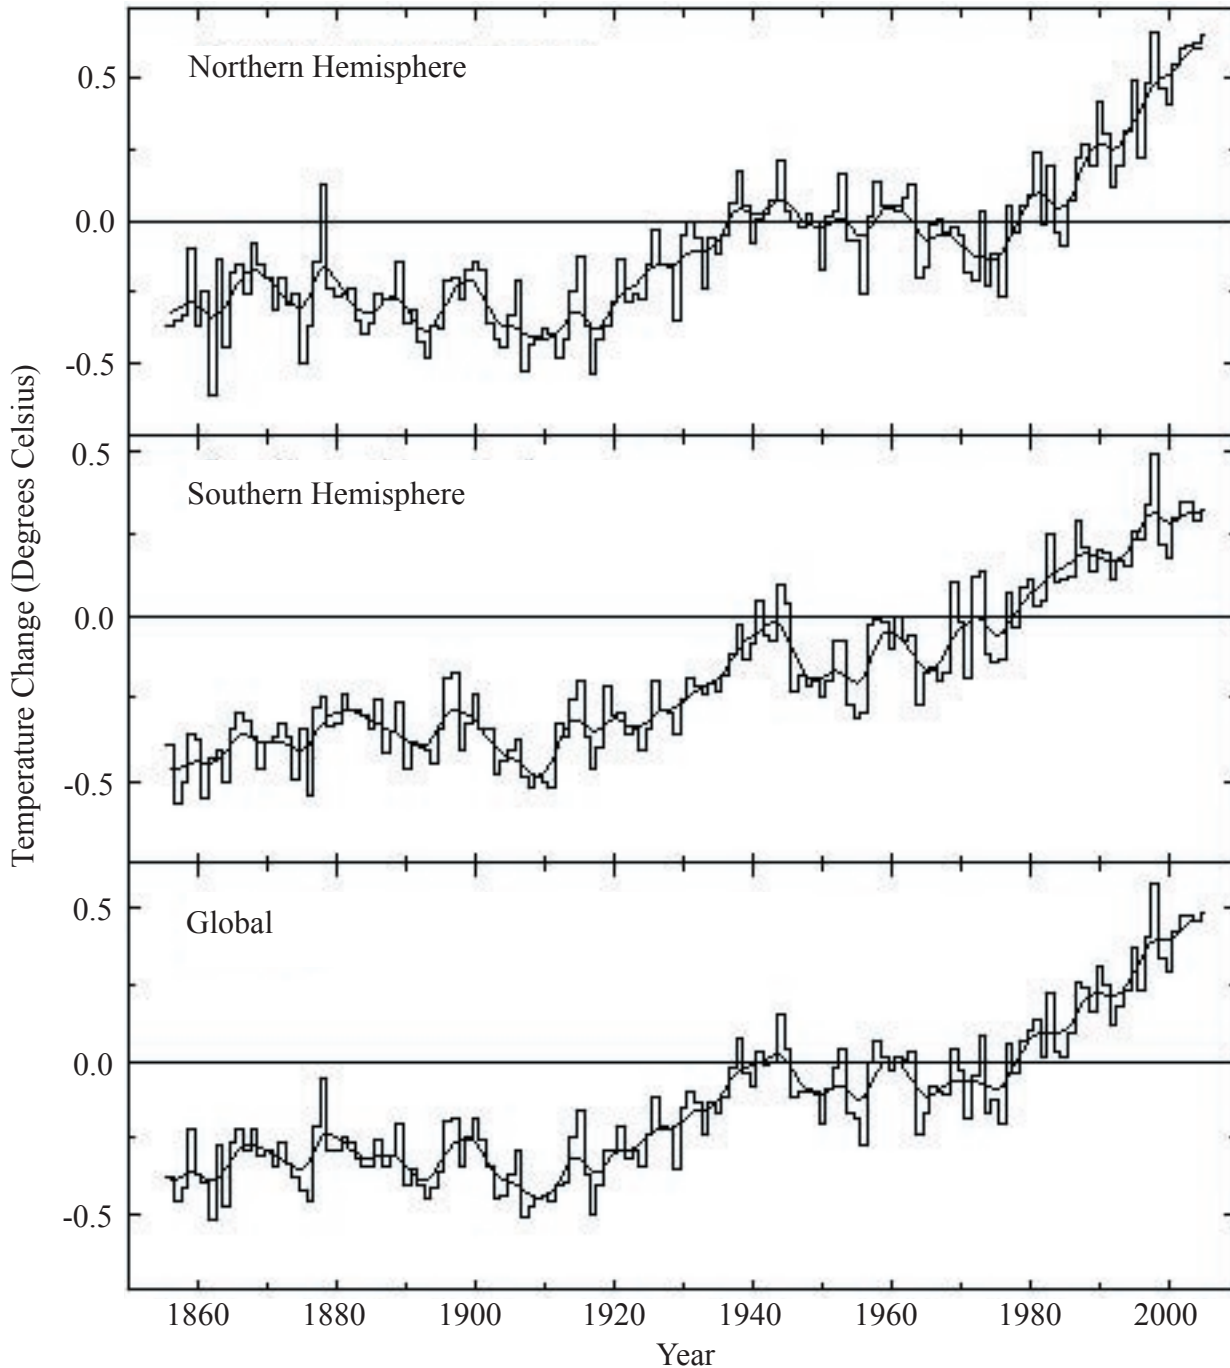 Northern Hemisphere
0.5
0.0
-0.5
Temperature Change (Degrees Celsius)
Southern Hemisphere
0.5
0.0
-0.5
Global
0.5
0.0
-0.5
1860 1880 1900 1920 1940 1960 1980 2000
Year